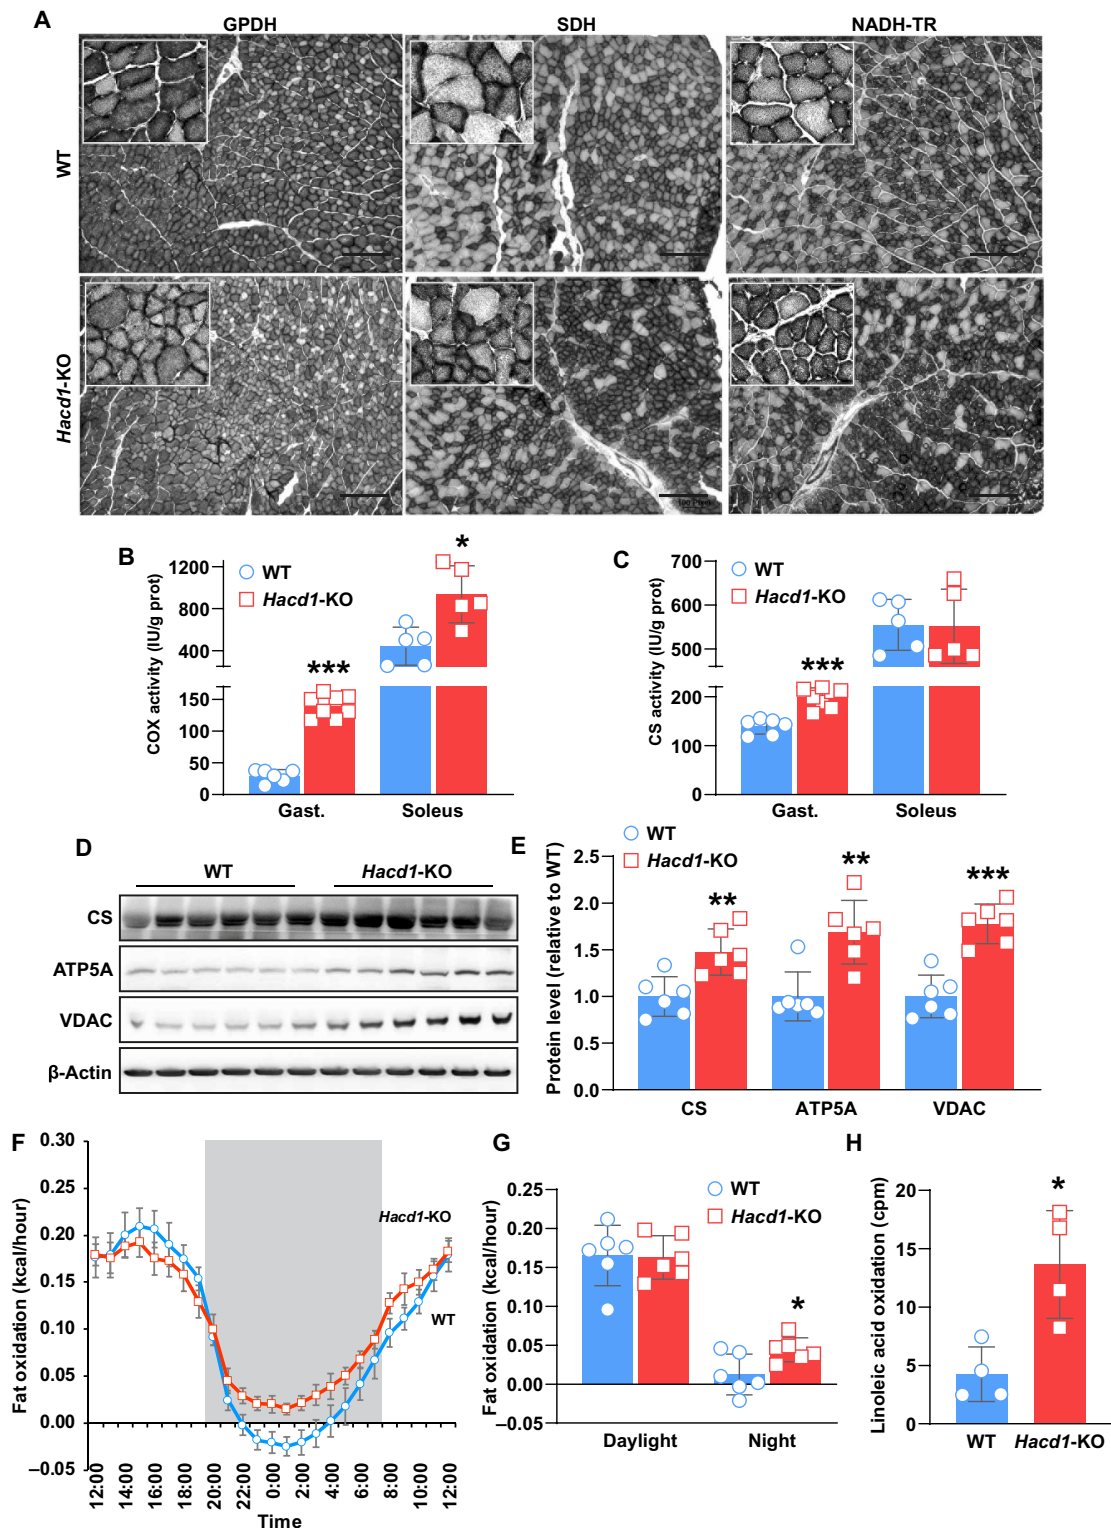 A
GPDH
SDH
NADH-TR
WT
Hacd1-KO
B
COX activity (IU/g prot)
1200
800
400
150
100
50
0
WT
Hacd1-KO
***
*
Gast.
Soleus
C
CS activity (IU/g prot)
700
600
500
200
100
0
WT
Hacd1-KO
***
Gast.
Soleus
D
WT
Hacd1-KO
CS
ATP5A
VDAC
β-Actin
E
Protein level (relative to WT)
2.5
2.0
1.5
1.0
0.5
0.0
WT
Hacd1-KO
**
**
***
CS
ATP5A
VDAC
F
Fat oxidation (kcal/hour)
0.30
0.25
0.20
0.15
0.10
0.05
0.00
–0.05
Hacd1-KO
WT
12:00
14:00
16:00
18:00
20:00
22:00
0:00
2:00
4:00
6:00
8:00
10:00
12:00
Time
G
Fat oxidation (kcal/hour)
0.25
0.20
0.15
0.10
0.05
0.00
–0.05
WT
Hacd1-KO
*
Daylight
Night
H
Linoleic acid oxidation (cpm)
20
15
10
5
0
*
WT
Hacd1-KO